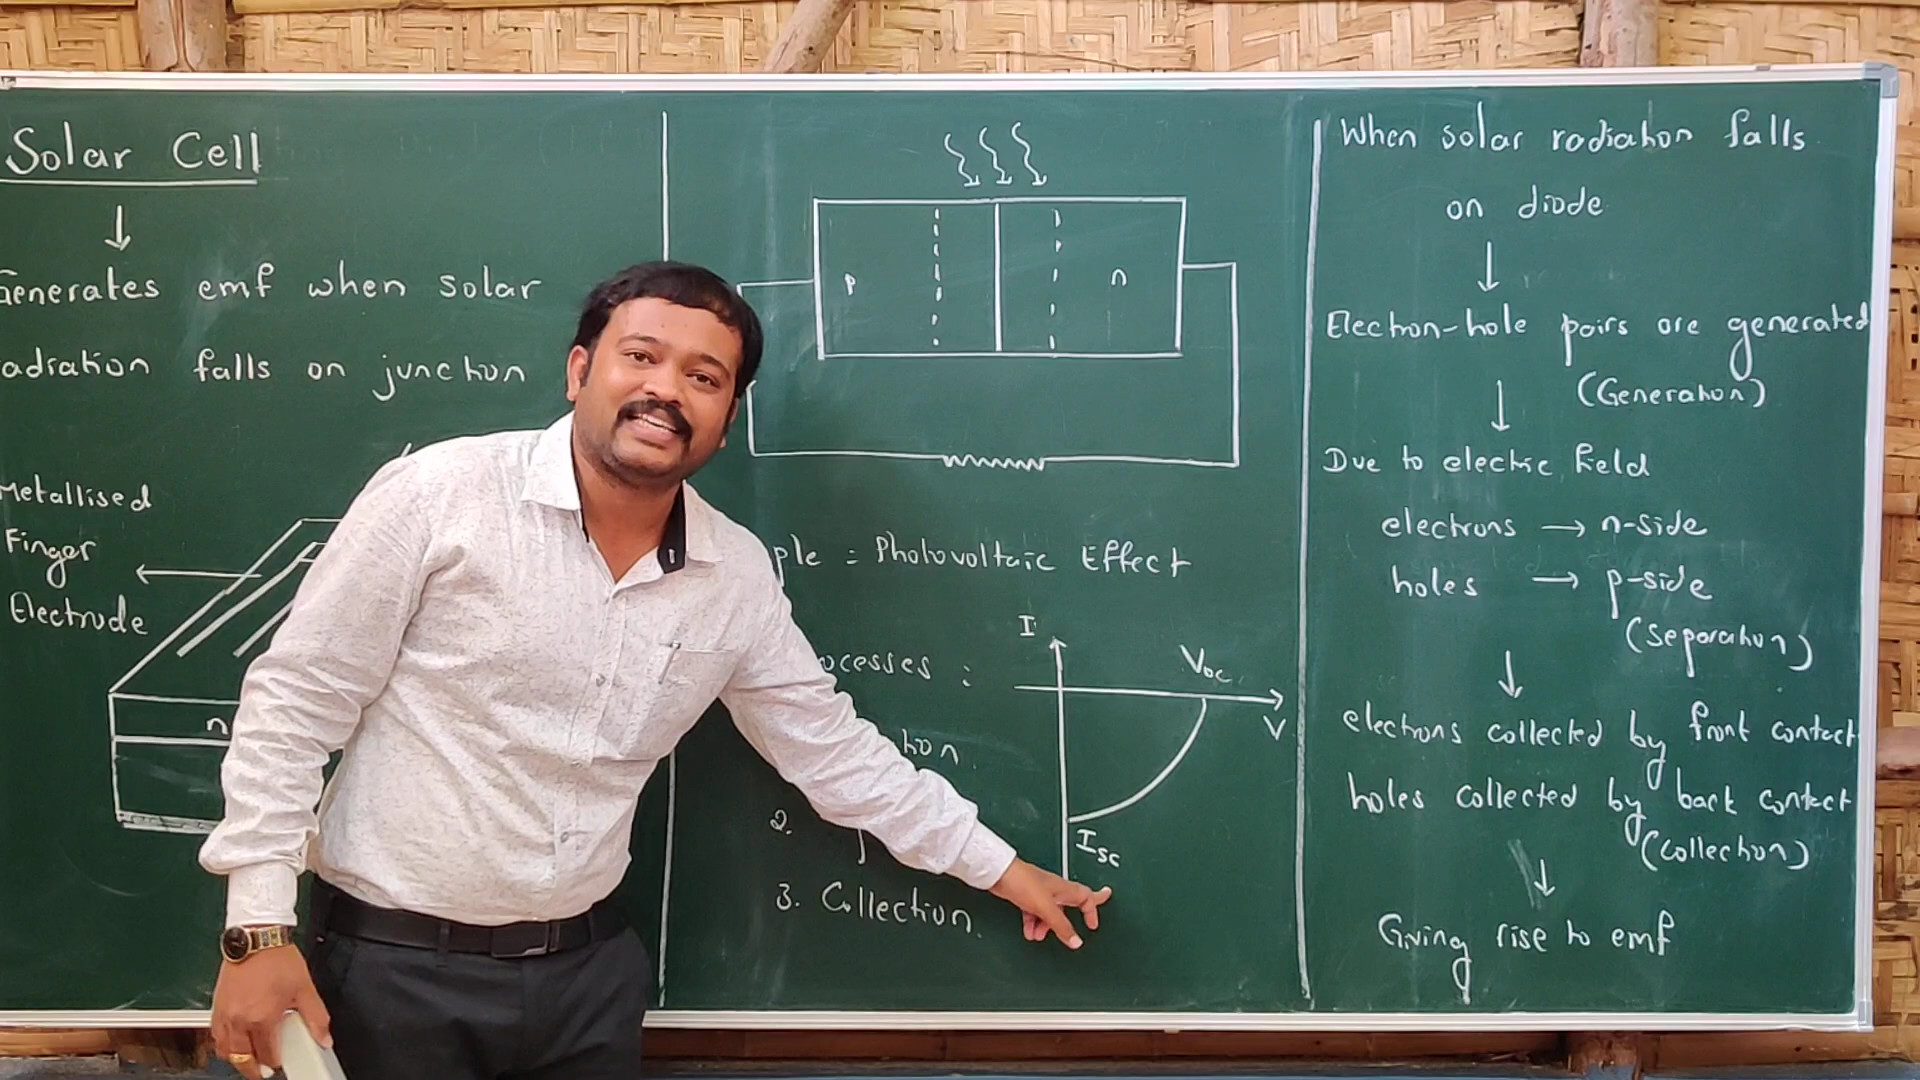 Solar Cell
↓
Generates emf when solar
adiation falls on junction
Metallised
Finger
Electrode
n
p
n
ple = Photovoltaic Effect
ocesses :
2.
3. Collection.
I
Voc
V
Isc
When solar radiation falls
on diode
↓
Electron-hole pairs are generated
(Generation)
↓
Due to electric field
electrons → n-side
holes → p-side
(Separation)
↓
electrons collected by front contact
holes collected by back contact
(collection)
↓
Giving rise to emf